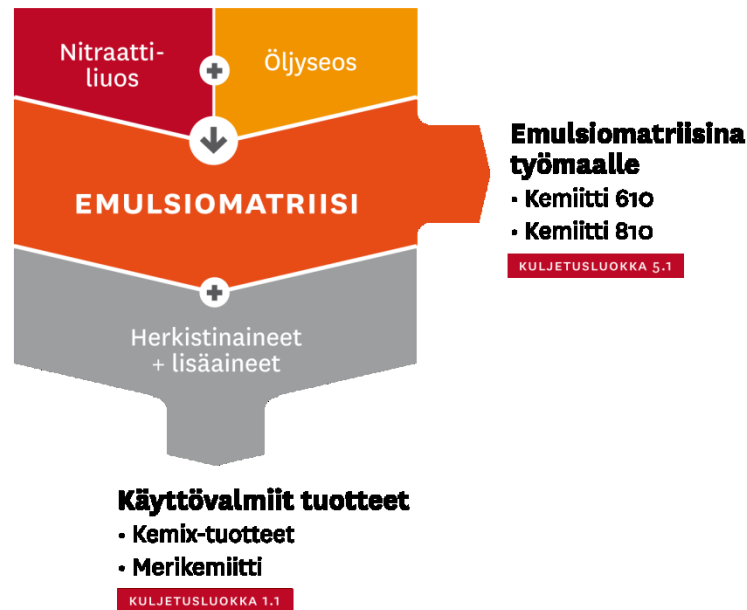 Nitraatti-
liuos
+
Öljyseos
EMULSIOMATRIISI
Emulsiomatriisina
työmaalle
• Kemiitti 610
• Kemiitti 810
KULJETUSLUOKKA 5.1
+
Herkistinaineet
+ lisäaineet
Käyttövalmiit tuotteet
• Kemix-tuotteet
• Merikemiitti
KULJETUSLUOKKA 1.1